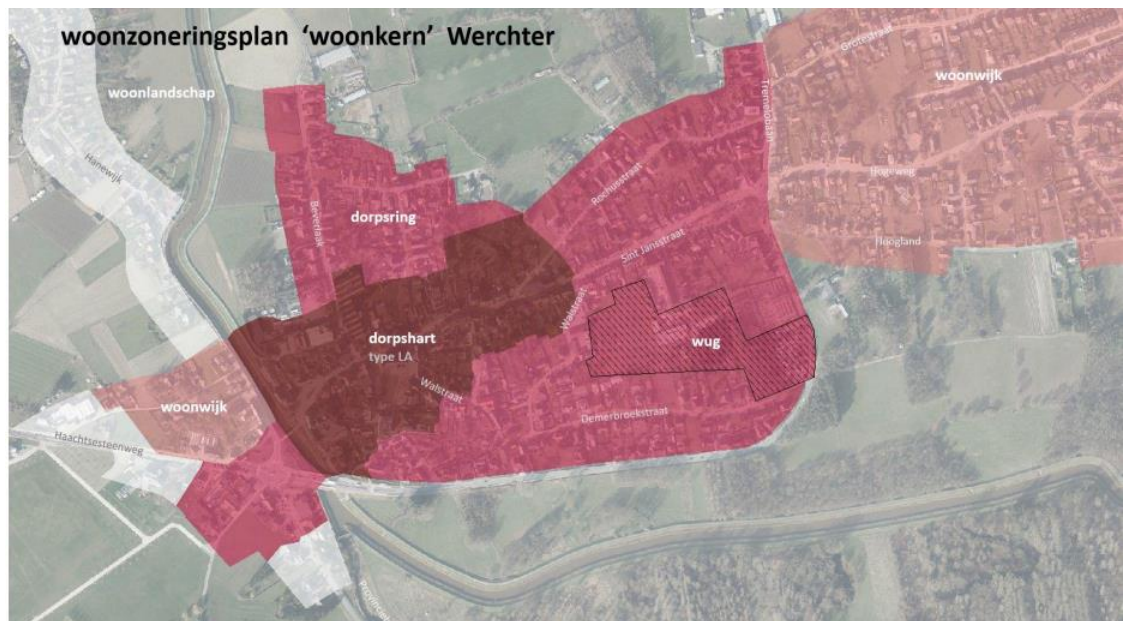 woonzoneringsplan ‘woonkern’ Werchter
Grotestraat
woonwijk
woonlandschap
Tremelobaan
Hanewijk
Hogeweg
Rochusstraat
Beverlaak
dorpsring
Hoogland
Sint Jansstraat
Walstraat
dorpshart
wug
type LA
Walstraat
woonwijk
Demerbroekstraat
Haachtsesteenweg